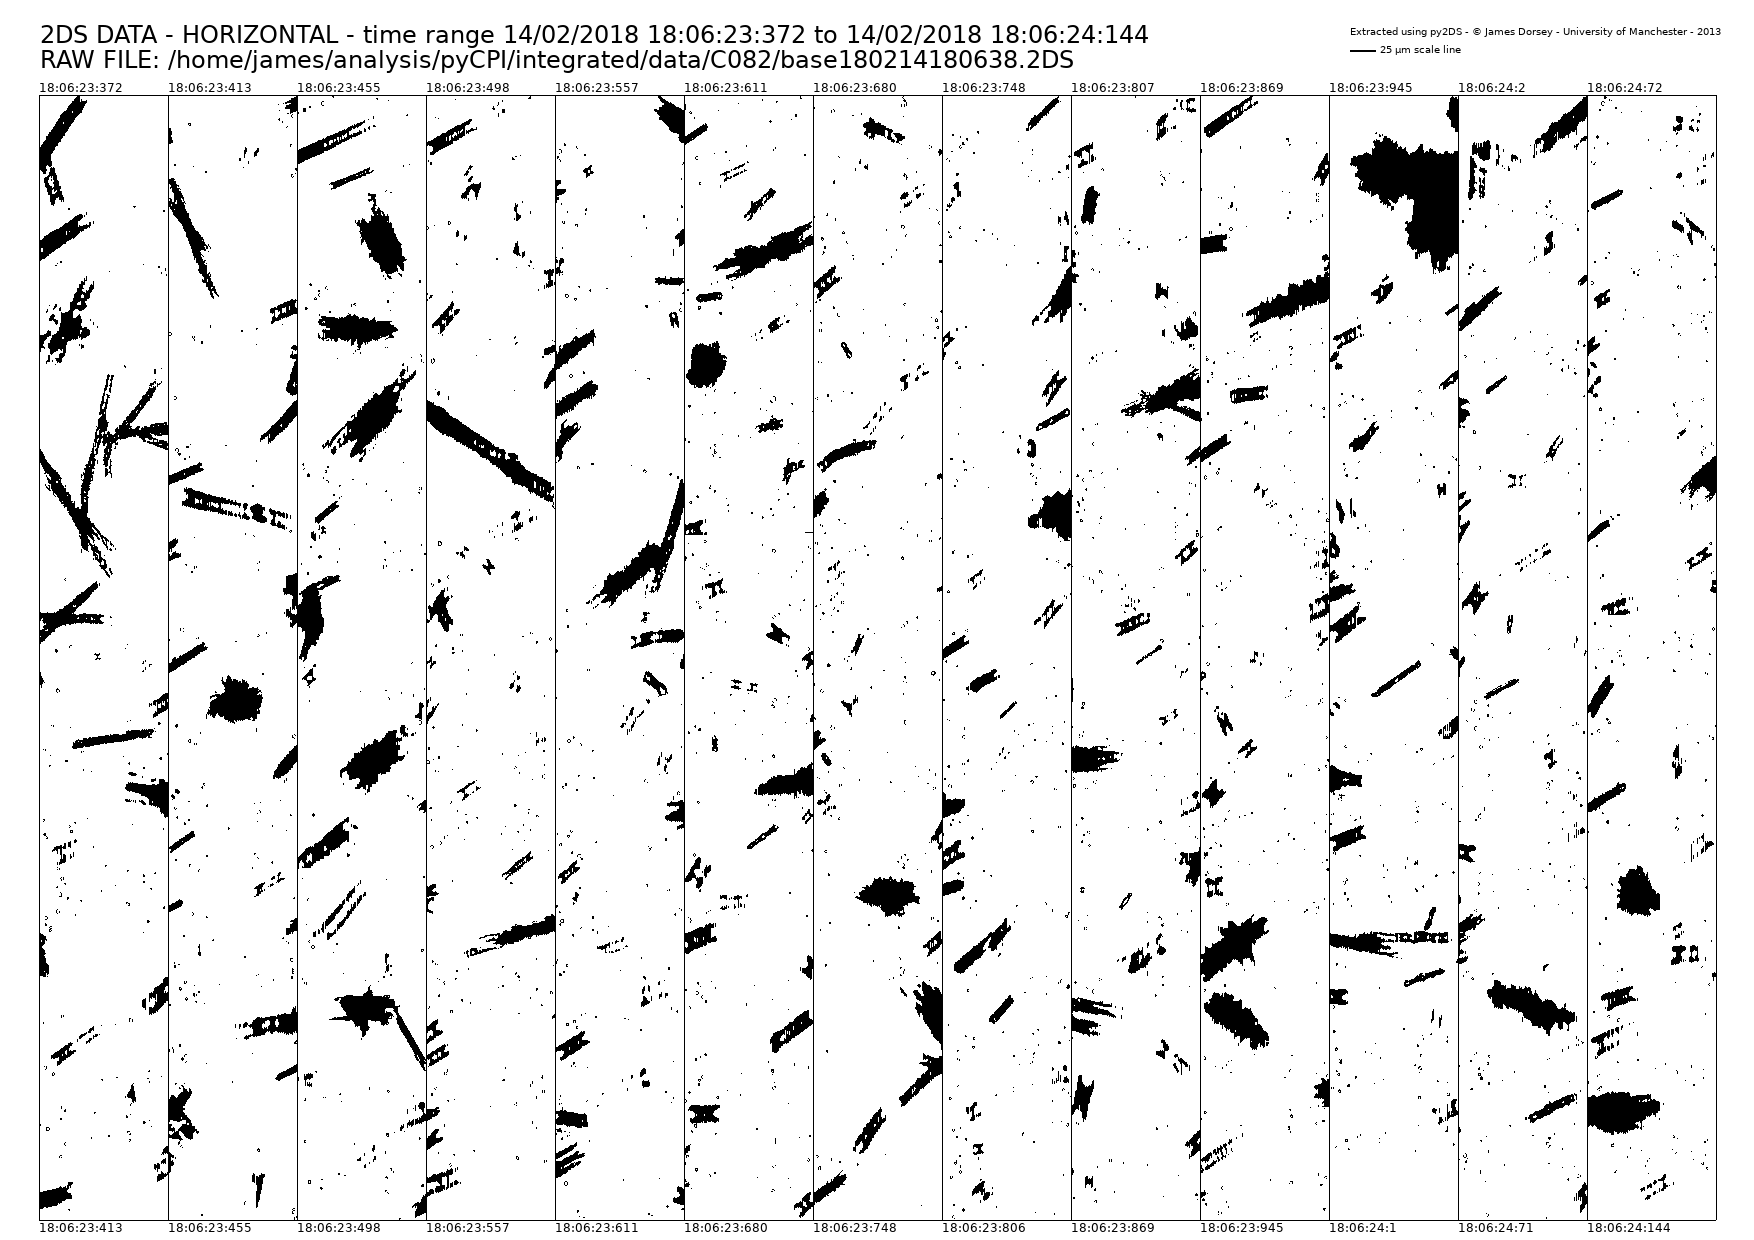 2DS DATA - HORIZONTAL - time range 14/02/2018 18:06:23:372 to 14/02/2018 18:06:24:144
RAW FILE: /home/james/analysis/pyCPI/integrated/data/C082/base180214180638.2DS
Extracted using py2DS - © James Dorsey - University of Manchester - 2013
25 µm scale line
18:06:23:372 18:06:23:413 18:06:23:455 18:06:23:498 18:06:23:557 18:06:23:611 18:06:23:680 18:06:23:748 18:06:23:807 18:06:23:869 18:06:23:945 18:06:24:2 18:06:24:72
18:06:23:413 18:06:23:455 18:06:23:498 18:06:23:557 18:06:23:611 18:06:23:680 18:06:23:748 18:06:23:806 18:06:23:869 18:06:23:945 18:06:24:1 18:06:24:71 18:06:24:144